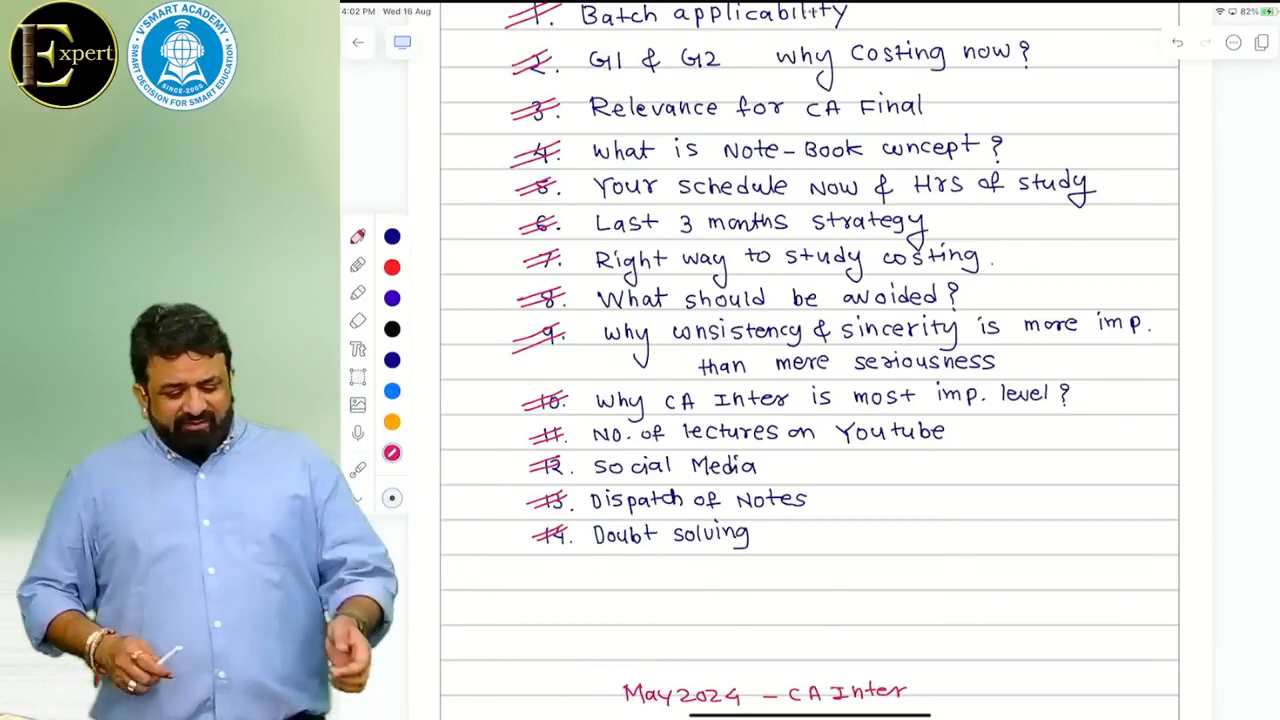 4:02 PM Wed 16 Aug
82%
Expert
VSMART ACADEMY
SINCE-2005
SMART DECISION FOR SMART EDUCATION
1. Batch applicability
2. G1 & G2 why costing now?
3. Relevance for CA Final
4. What is Note-Book concept?
5. Your schedule Now & Hrs of study
6. Last 3 months strategy
7. Right way to study costing.
8. What should be avoided?
9. why consistency & sincerity is more imp.
than mere seriousness
10. Why CA Inter is most imp. level?
11. No. of lectures on Youtube
12. Social Media
13. Dispatch of Notes
14. Doubt solving
Tt
May 2024 - CA Inter